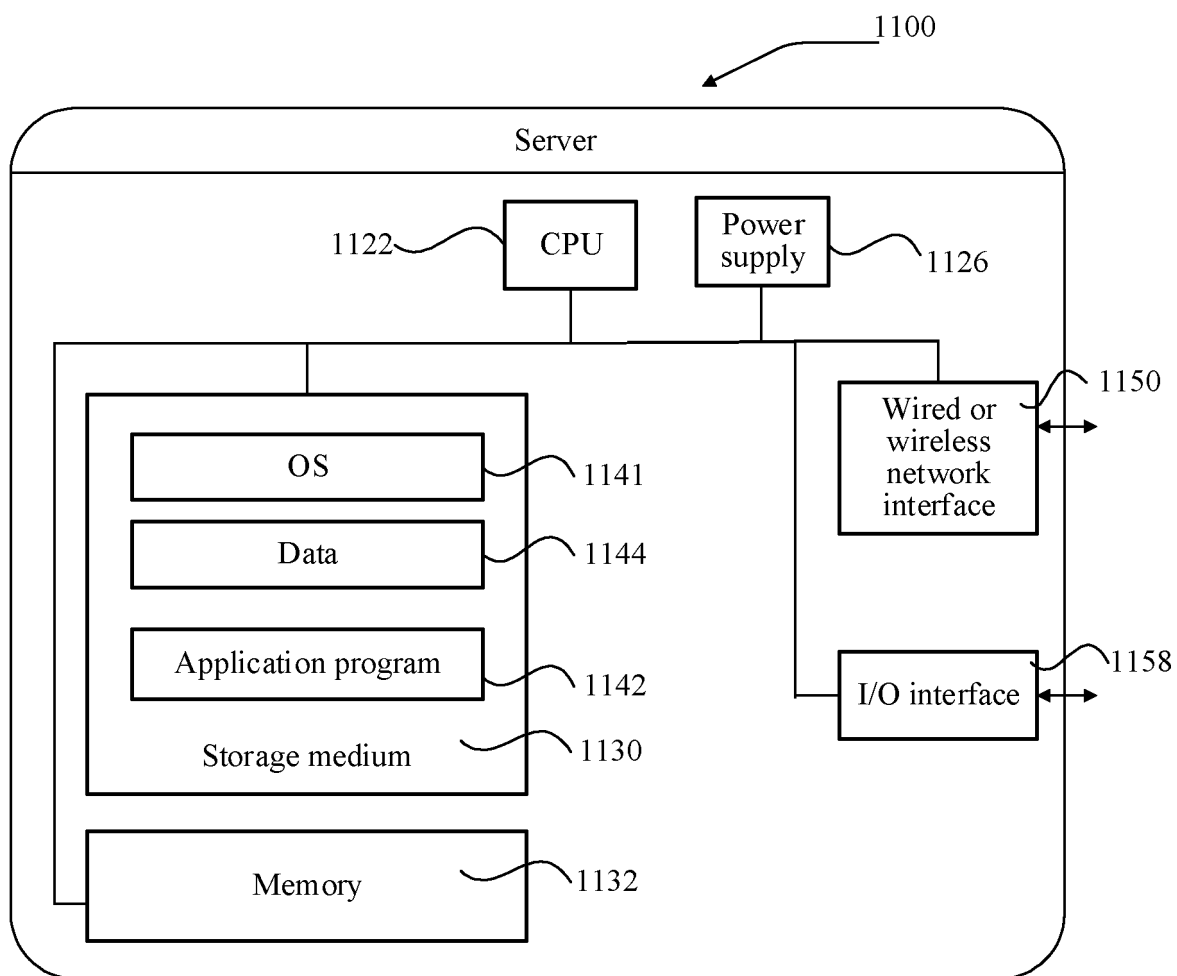 1100
Server
1122
CPU
Power
supply
1126
1150
Wired or
wireless
network
interface
OS
1141
Data
1144
Application program
1142
1158
I/O interface
Storage medium
1130
Memory
1132